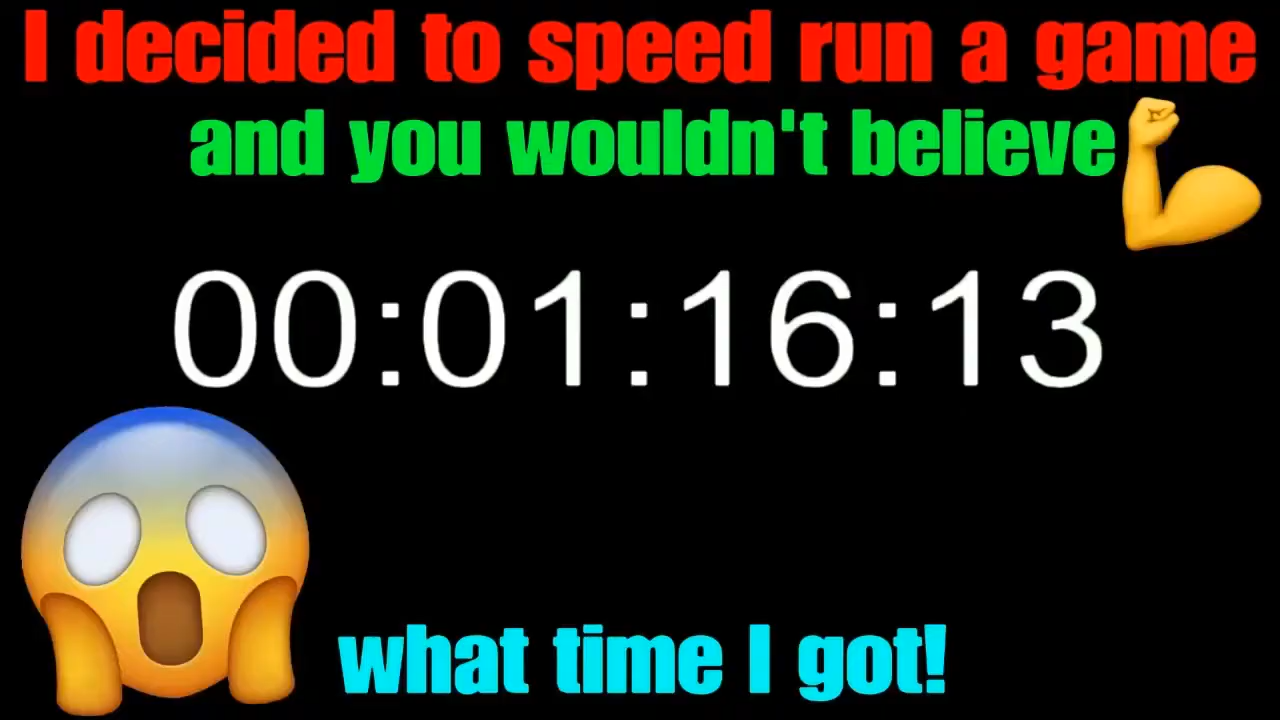 I decided to speed run a game
and you wouldn't believe
00:01:16:13
what time I got!